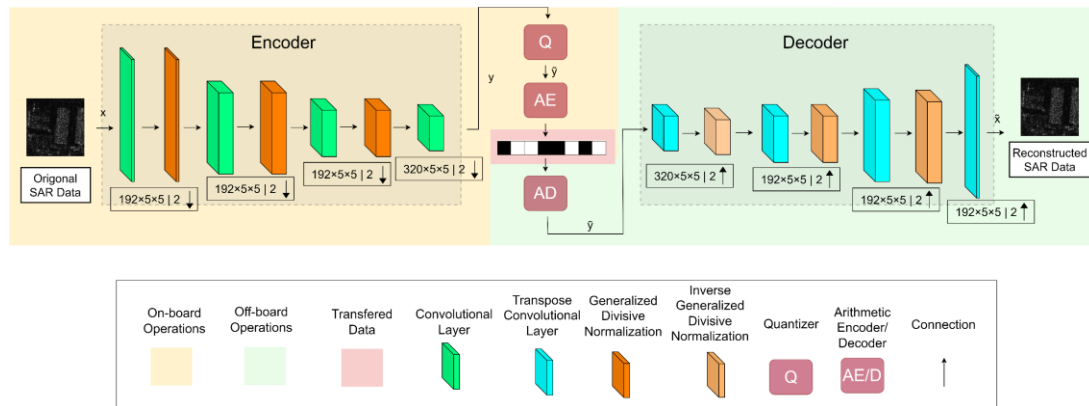 Encoder
Decoder
Q
y
ȳ
x
AE
x̄
Origonal
SAR Data
Reconstructed
SAR Data
192×5×5 | 2
192×5×5 | 2
192×5×5 | 2
320×5×5 | 2
AD
320×5×5 | 2
192×5×5 | 2
192×5×5 | 2
192×5×5 | 2
ȳ
On-board
Operations
Off-board
Operations
Transfered
Data
Convolutional
Layer
Transpose
Convolutional
Layer
Generalized
Divisive
Normalization
Inverse
Generalized
Divisive
Normalization
Quantizer
Arithmetic
Encoder/
Decoder
Connection
Q
AE/D